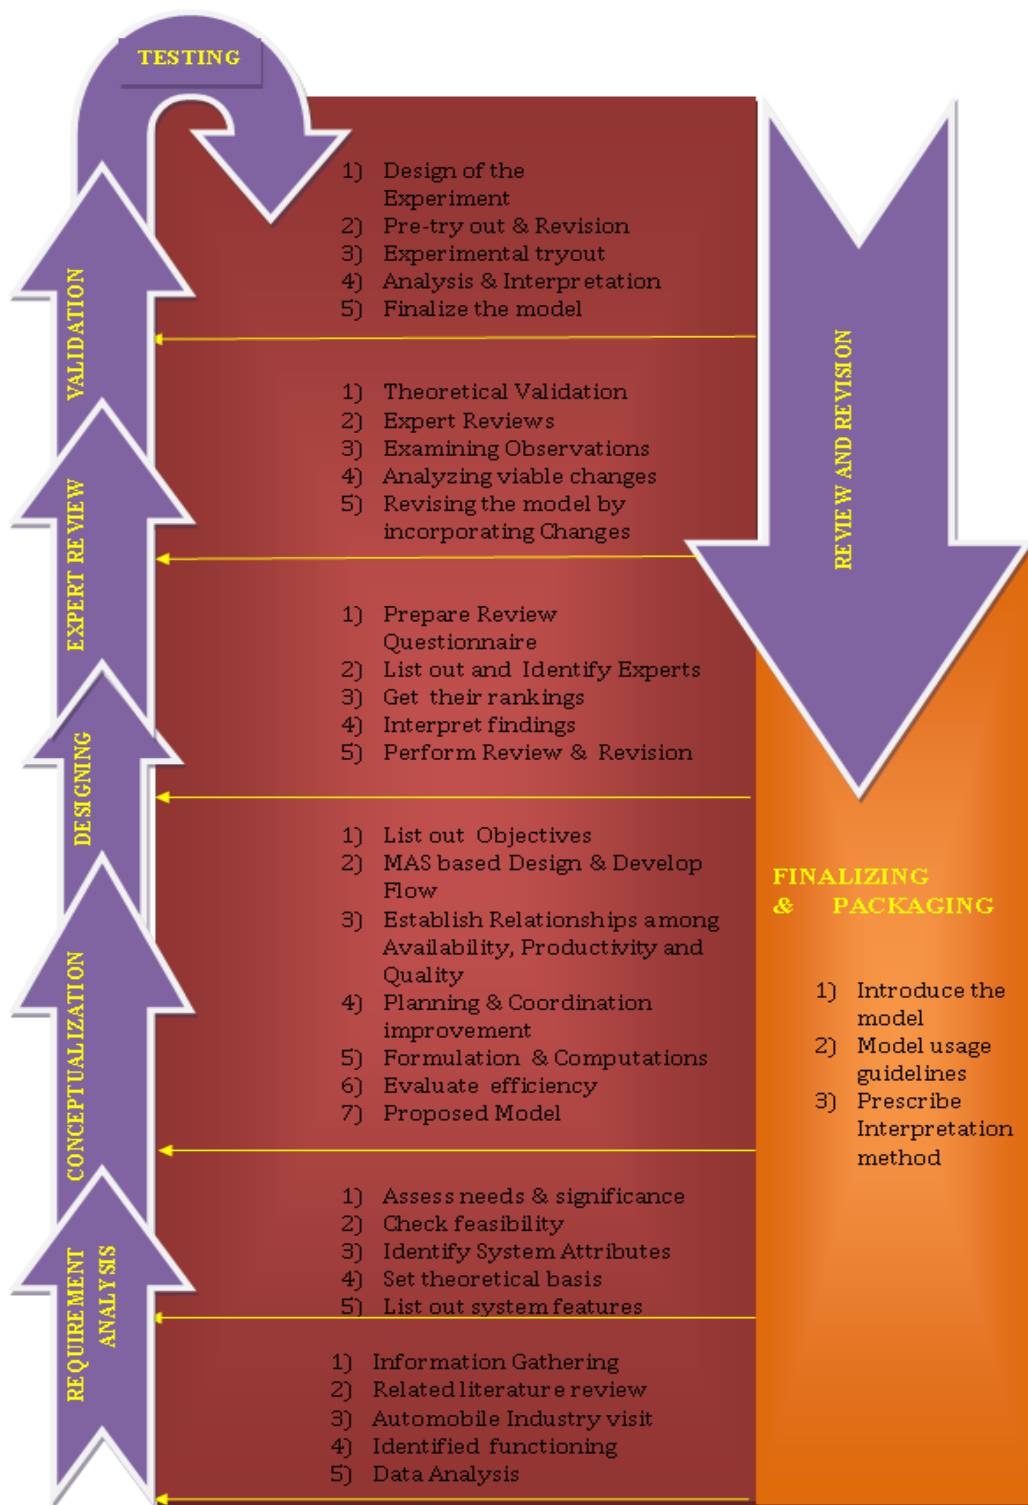 TESTING
1) Design of the
Experiment
2) Pre-try out & Revision
3) Experimental tryout
4) Analysis & Interpretation
5) Finalize the model
VALIDATION
1) Theoretical Validation
2) Expert Reviews
3) Examining Observations
4) Analyzing viable changes
5) Revising the model by
incorporating Changes
EXPERT REVIEW
1) Prepare Review
Questionnaire
2) List out and Identify Experts
3) Get their rankings
4) Interpret findings
5) Perform Review & Revision
DESIGNING
1) List out Objectives
2) MAS based Design & Develop
Flow
3) Establish Relationships among
Availability, Productivity and
Quality
4) Planning & Coordination
improvement
5) Formulation & Computations
6) Evaluate efficiency
7) Proposed Model
CONCEPTUALIZATION
1) Assess needs & significance
2) Check feasibility
3) Identify System Attributes
4) Set theoretical basis
5) List out system features
REQUIREMENT
ANALYSIS
1) Information Gathering
2) Related literature review
3) Automobile Industry visit
4) Identified functioning
5) Data Analysis
REVIEW AND REVISION
FINALIZING
& PACKAGING
1) Introduce the
model
2) Model usage
guidelines
3) Prescribe
Interpretation
method